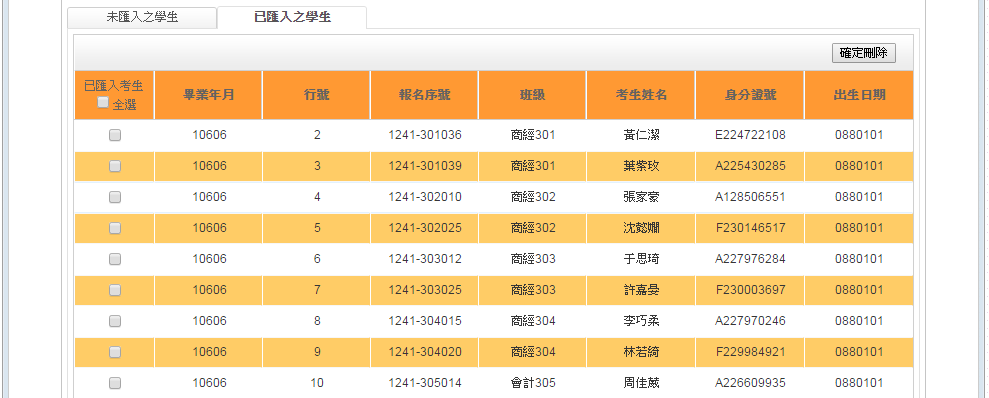 未匯入之學生 已匯入之學生
確定刪除
已匯入考生 全選 畢業年月 行號 報名序號 班級 考生姓名 身分證號 出生日期
10606 2 1241-301036 商經301 黃仁潔 E224722108 0880101
10606 3 1241-301039 商經301 葉紫玫 A225430285 0880101
10606 4 1241-302010 商經302 張家豪 A128506551 0880101
10606 5 1241-302025 商經302 沈懿嫺 F230146517 0880101
10606 6 1241-303012 商經303 于思琦 A227976284 0880101
10606 7 1241-303025 商經303 許嘉晏 F230003697 0880101
10606 8 1241-304015 商經304 李巧柔 A227970246 0880101
10606 9 1241-304020 商經304 林若綺 F229984921 0880101
10606 10 1241-305014 會計305 周佳葳 A226609935 0880101